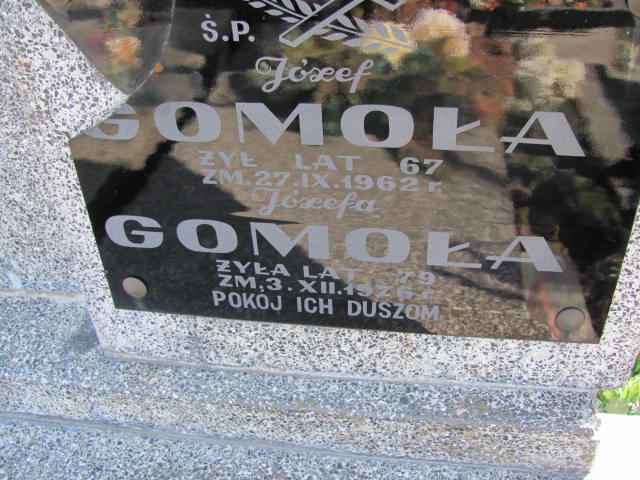 Ś.P.
Józef
GOMOŁA
ŻYŁ LAT 67
ZM. 27.IX.1962 r.
Józefa
GOMOŁA
ŻYŁA LAT 79
ZM, 3. XII. 1976 r.
POKÓJ ICH DUSZOM